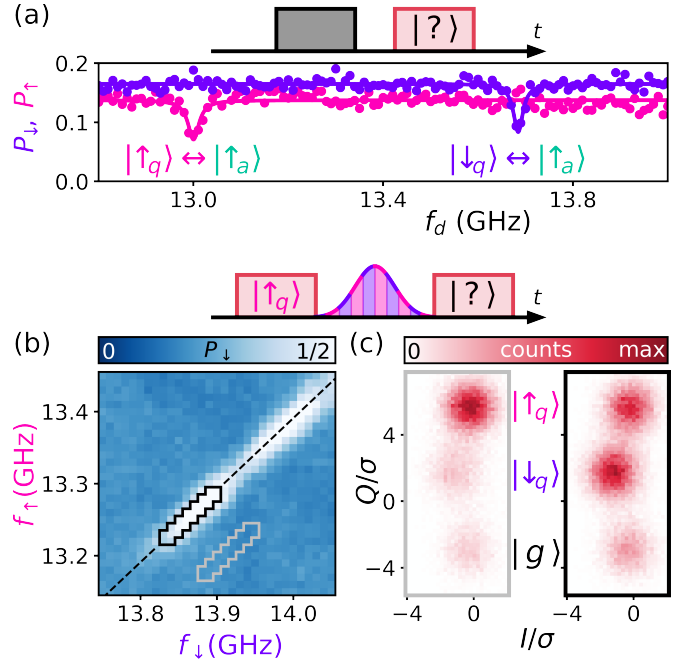 (a)
|?⟩
t
P↓, P↑
0.2
0.1
0.0
|↑q⟩ ↔ |↑a⟩
|↓q⟩ ↔ |↑a⟩
13.0
13.4
13.8
f_d (GHz)
|↑q⟩
|?⟩
t
(b)
0
P↓
1/2
f↑(GHz)
13.4
13.3
13.2
13.8
13.9
14.0
f↓(GHz)
(c)
0
counts
max
Q/σ
4
0
−4
|↑q⟩
|↓q⟩
|g⟩
−4
0
−4
0
I/σ